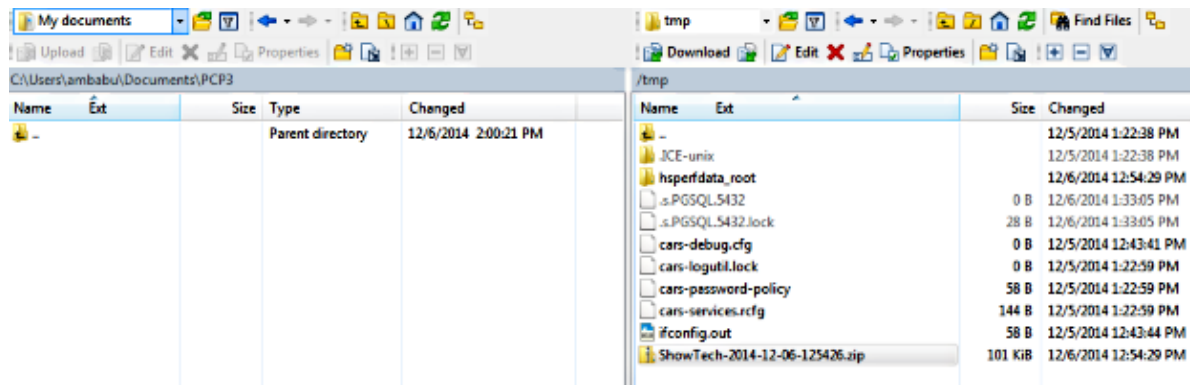 My documents
Upload Edit Properties
C:\Users\ambabu\Documents\PCP3
Name Ext Size Type Changed
.. Parent directory 12/6/2014 2:00:21 PM
tmp Find Files
Download Edit Properties
/tmp
Name Ext Size Changed
.. 12/5/2014 1:22:38 PM
.ICE-unix 12/5/2014 1:22:38 PM
hsperfdata_root 12/6/2014 12:54:29 PM
.s.PGSQL.5432 0 B 12/6/2014 1:33:05 PM
.s.PGSQL.5432.lock 28 B 12/6/2014 1:33:05 PM
cars-debug.cfg 0 B 12/5/2014 12:43:41 PM
cars-logutil.lock 0 B 12/5/2014 1:22:59 PM
cars-password-policy 58 B 12/5/2014 1:22:59 PM
cars-services.rcfg 144 B 12/5/2014 1:22:59 PM
ifconfig.out 58 B 12/5/2014 12:43:44 PM
ShowTech-2014-12-06-125426.zip 101 KiB 12/6/2014 12:54:29 PM